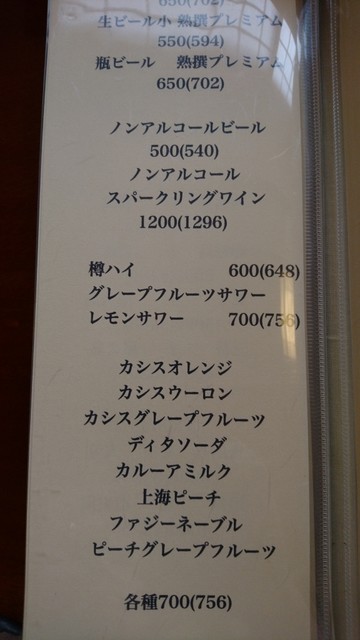 650(702)
生ビール小 熟撰プレミアム
550(594)
瓶ビール 熟撰プレミアム
650(702)
ノンアルコールビール
500(540)
ノンアルコール
スパークリングワイン
1200(1296)
樽ハイ 600(648)
グレープフルーツサワー
レモンサワー 700(756)
カシスオレンジ
カシスウーロン
カシスグレープフルーツ
ディタソーダ
カルーアミルク
上海ピーチ
ファジーネーブル
ピーチグレープフルーツ
各種700(756)